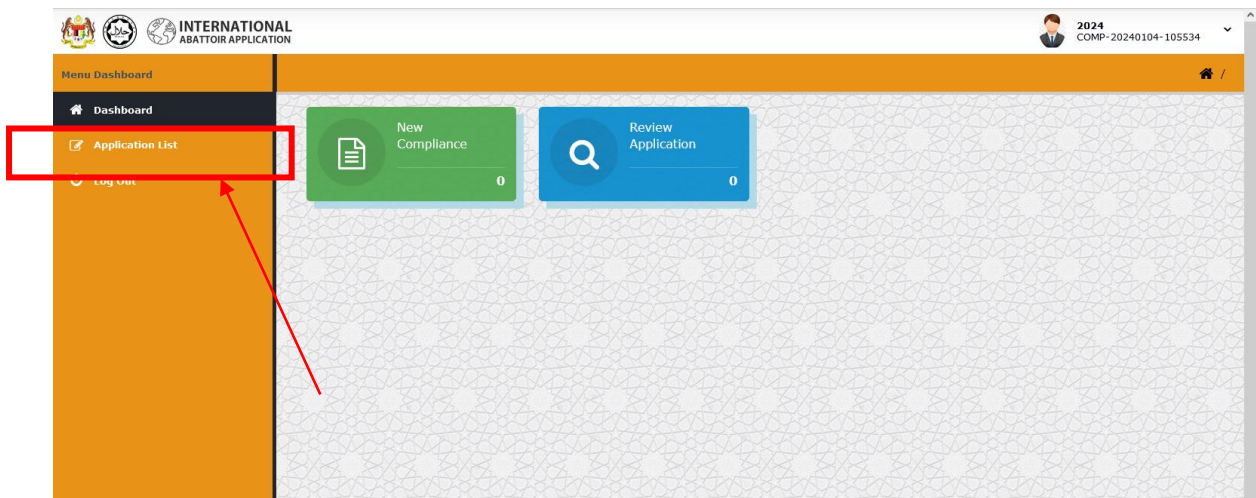 حلال
INTERNATIONAL
ABATTOIR APPLICATION
2024
COMP-20240104-105534
Menu Dashboard
/
Dashboard
Application List
Log Out
New
Compliance
0
Review
Application
0